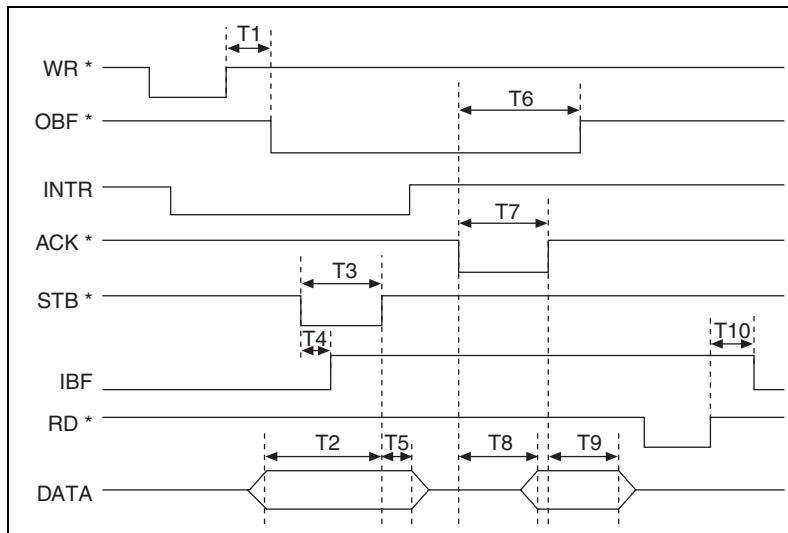 T1
WR *
T6
OBF *
INTR
T7
ACK *
T3
STB *
T4
T10
IBF
RD *
T2
T5
T8
T9
DATA